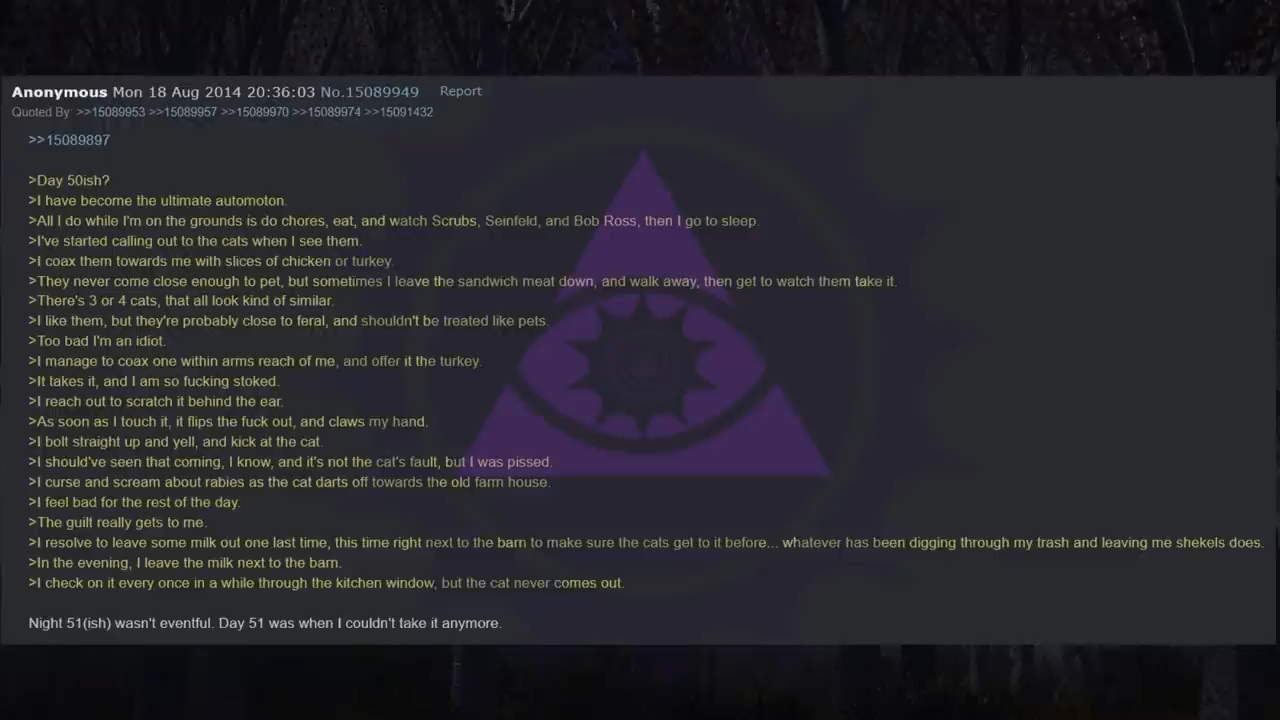 Anonymous Mon 18 Aug 2014 20:36:03 No.15089949 Report
Quoted By: >>15089953 >>15089957 >>15089970 >>15089974 >>15091432
>>15089897
>Day 50ish?
>I have become the ultimate automoton.
>All I do while I'm on the grounds is do chores, eat, and watch Scrubs, Seinfeld, and Bob Ross, then I go to sleep.
>I've started calling out to the cats when I see them.
>I coax them towards me with slices of chicken or turkey.
>They never come close enough to pet, but sometimes I leave the sandwich meat down, and walk away, then get to watch them take it.
>There's 3 or 4 cats, that all look kind of similar.
>I like them, but they're probably close to feral, and shouldn't be treated like pets.
>Too bad I'm an idiot.
>I manage to coax one within arms reach of me, and offer it the turkey.
>It takes it, and I am so fucking stoked.
>I reach out to scratch it behind the ear.
>As soon as I touch it, it flips the fuck out, and claws my hand.
>I bolt straight up and yell, and kick at the cat.
>I should've seen that coming, I know, and it's not the cat's fault, but I was pissed.
>I curse and scream about rabies as the cat darts off towards the old farm house.
>I feel bad for the rest of the day.
>The guilt really gets to me.
>I resolve to leave some milk out one last time, this time right next to the barn to make sure the cats get to it before... whatever has been digging through my trash and leaving me shekels does.
>In the evening, I leave the milk next to the barn.
>I check on it every once in a while through the kitchen window, but the cat never comes out.
Night 51(ish) wasn't eventful. Day 51 was when I couldn't take it anymore.